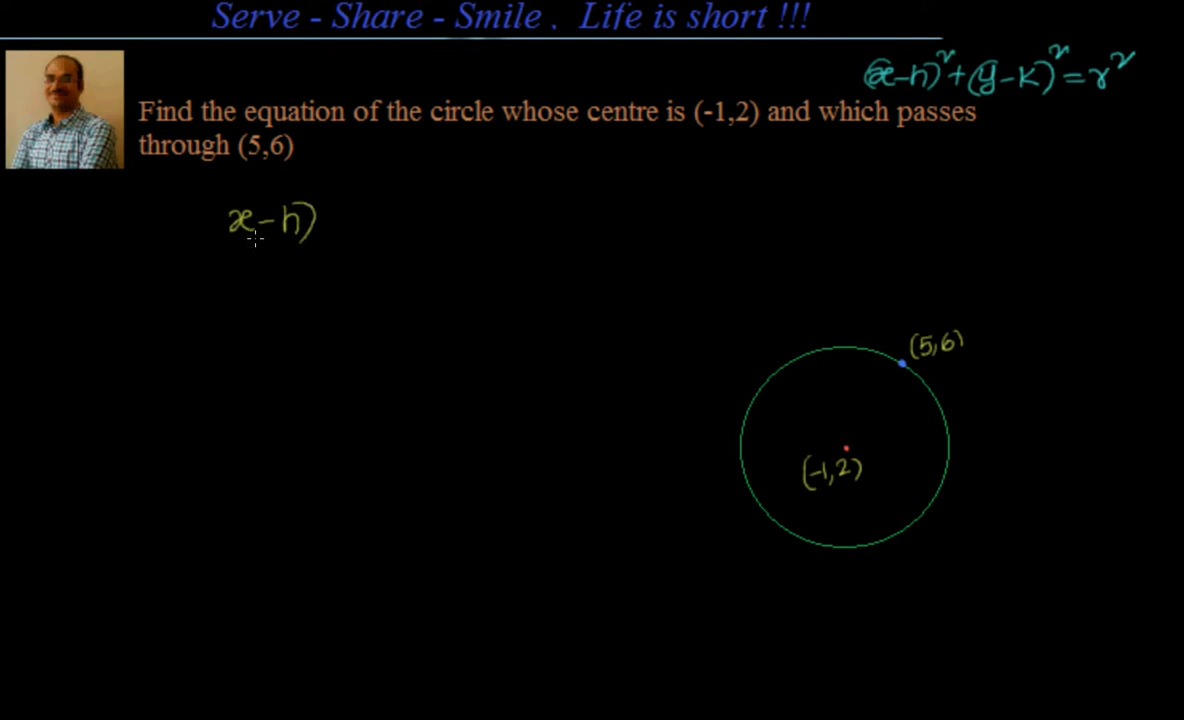 Serve - Share - Smile , Life is short !!!
(x-h)²+(y-k)²=r²
Find the equation of the circle whose centre is (-1,2) and which passes
through (5,6)
x-h)
(5,6)
(-1,2)